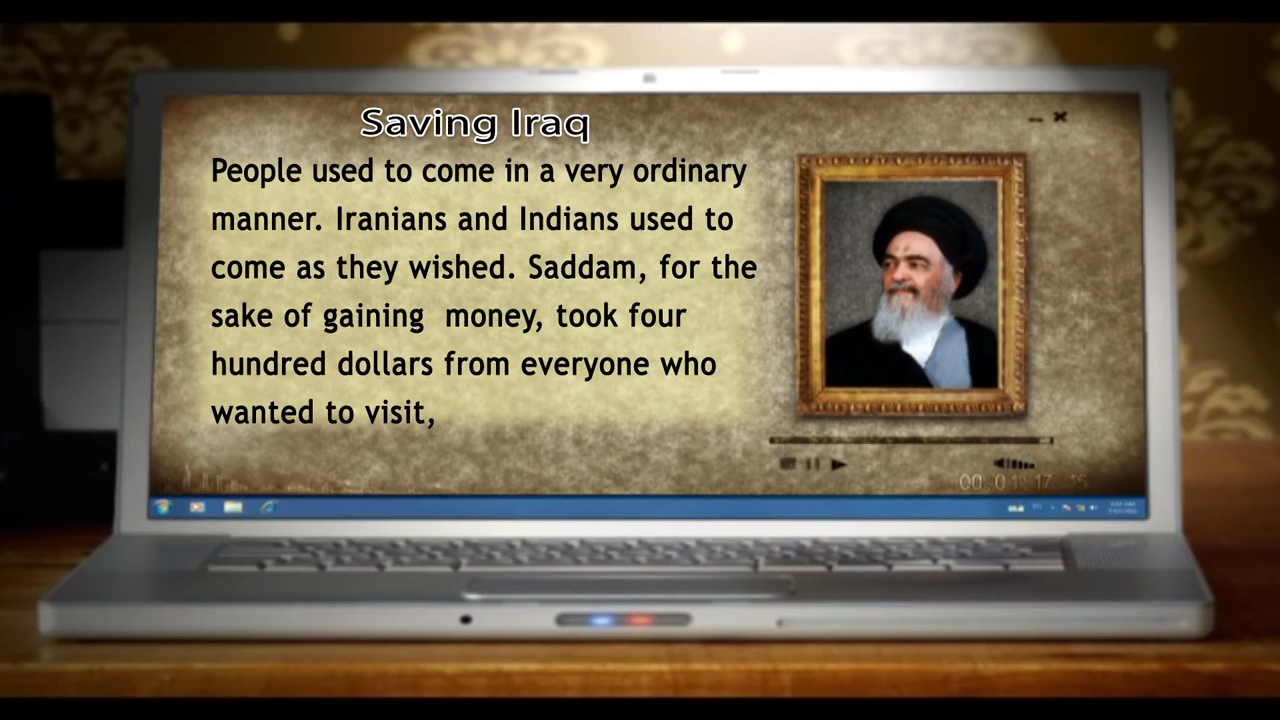 Saving Iraq
People used to come in a very ordinary
manner. Iranians and Indians used to
come as they wished. Saddam, for the
sake of gaining money, took four
hundred dollars from everyone who
wanted to visit,